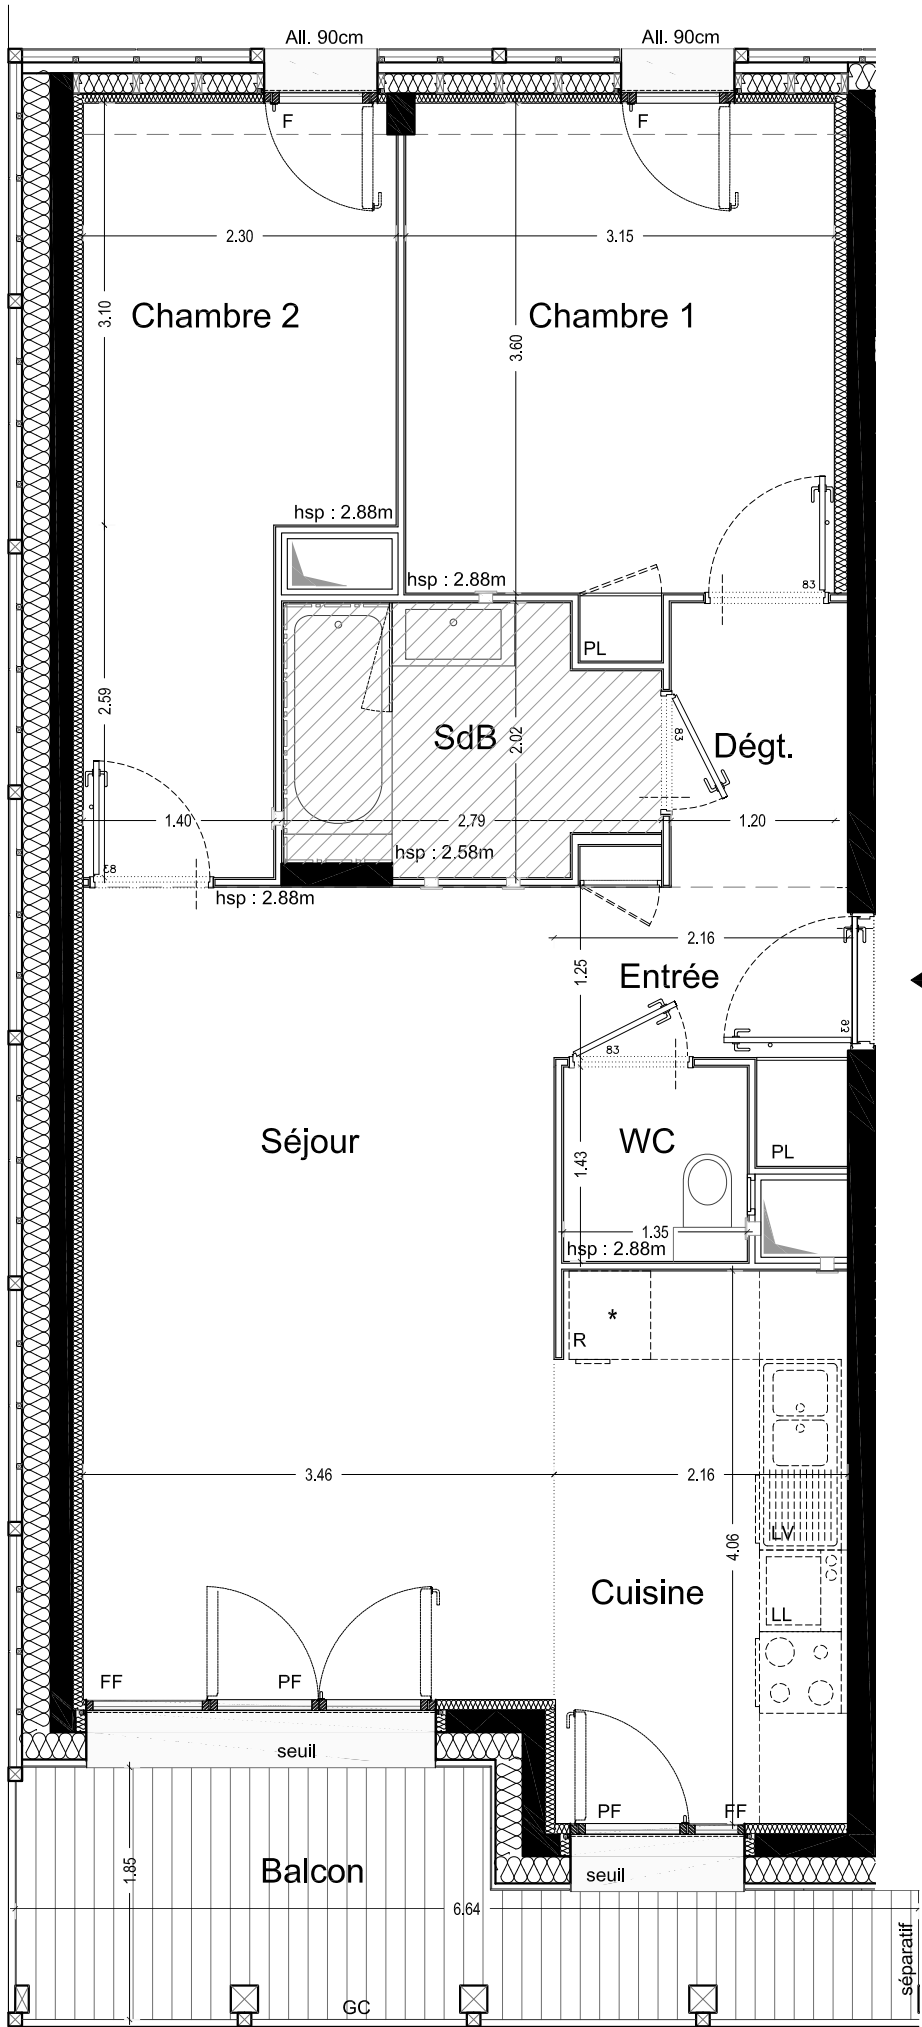 All. 90cm
All. 90cm
F
F
2.30
3.15
3.10
Chambre 2
Chambre 1
3.60
hsp : 2.88m
hsp : 2.88m
83
PL
2.59
SdB
2.02
83
Dégt.
1.40
2.79
1.20
hsp : 2.58m
83
hsp : 2.88m
2.16
1.25
Entrée
93
83
Séjour
WC
1.43
PL
1.35
hsp : 2.88m
*
R
3.46
2.16
LV
4.06
Cuisine
LL
FF
PF
seuil
PF
FF
Balcon
seuil
1.85
6.64
séparatif
GC